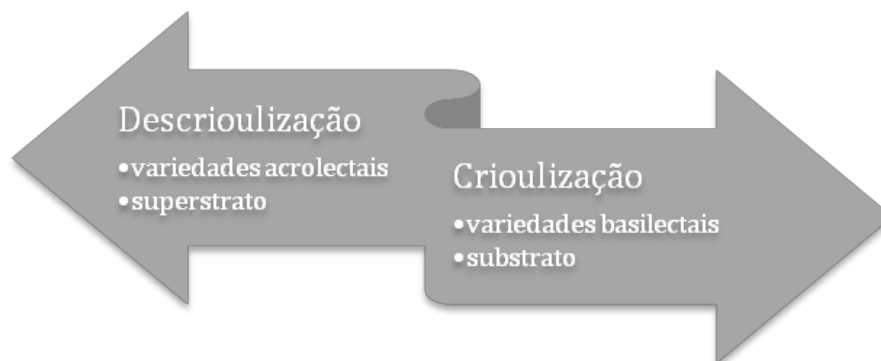 Descrioulização
•variedades acrolectais
•superstrato
Crioulização
•variedades basilectais
•substrato